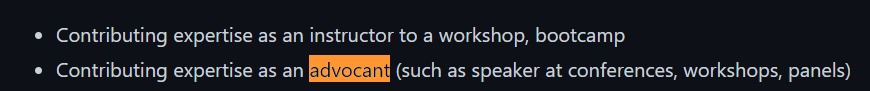 Contributing expertise as an instructor to a workshop, bootcamp
Contributing expertise as an advocant (such as speaker at conferences, workshops, panels)